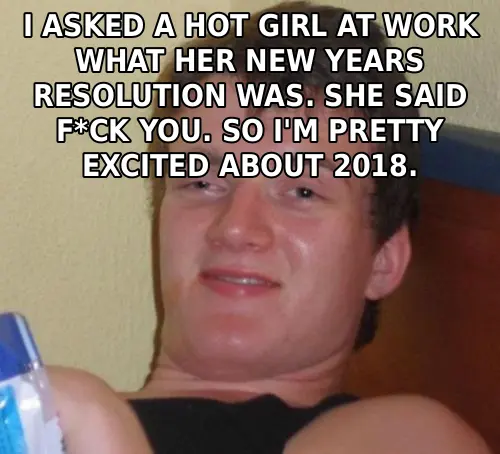 I ASKED A HOT GIRL AT WORK
WHAT HER NEW YEARS
RESOLUTION WAS. SHE SAID
F*CK YOU. SO I'M PRETTY
EXCITED ABOUT 2018.